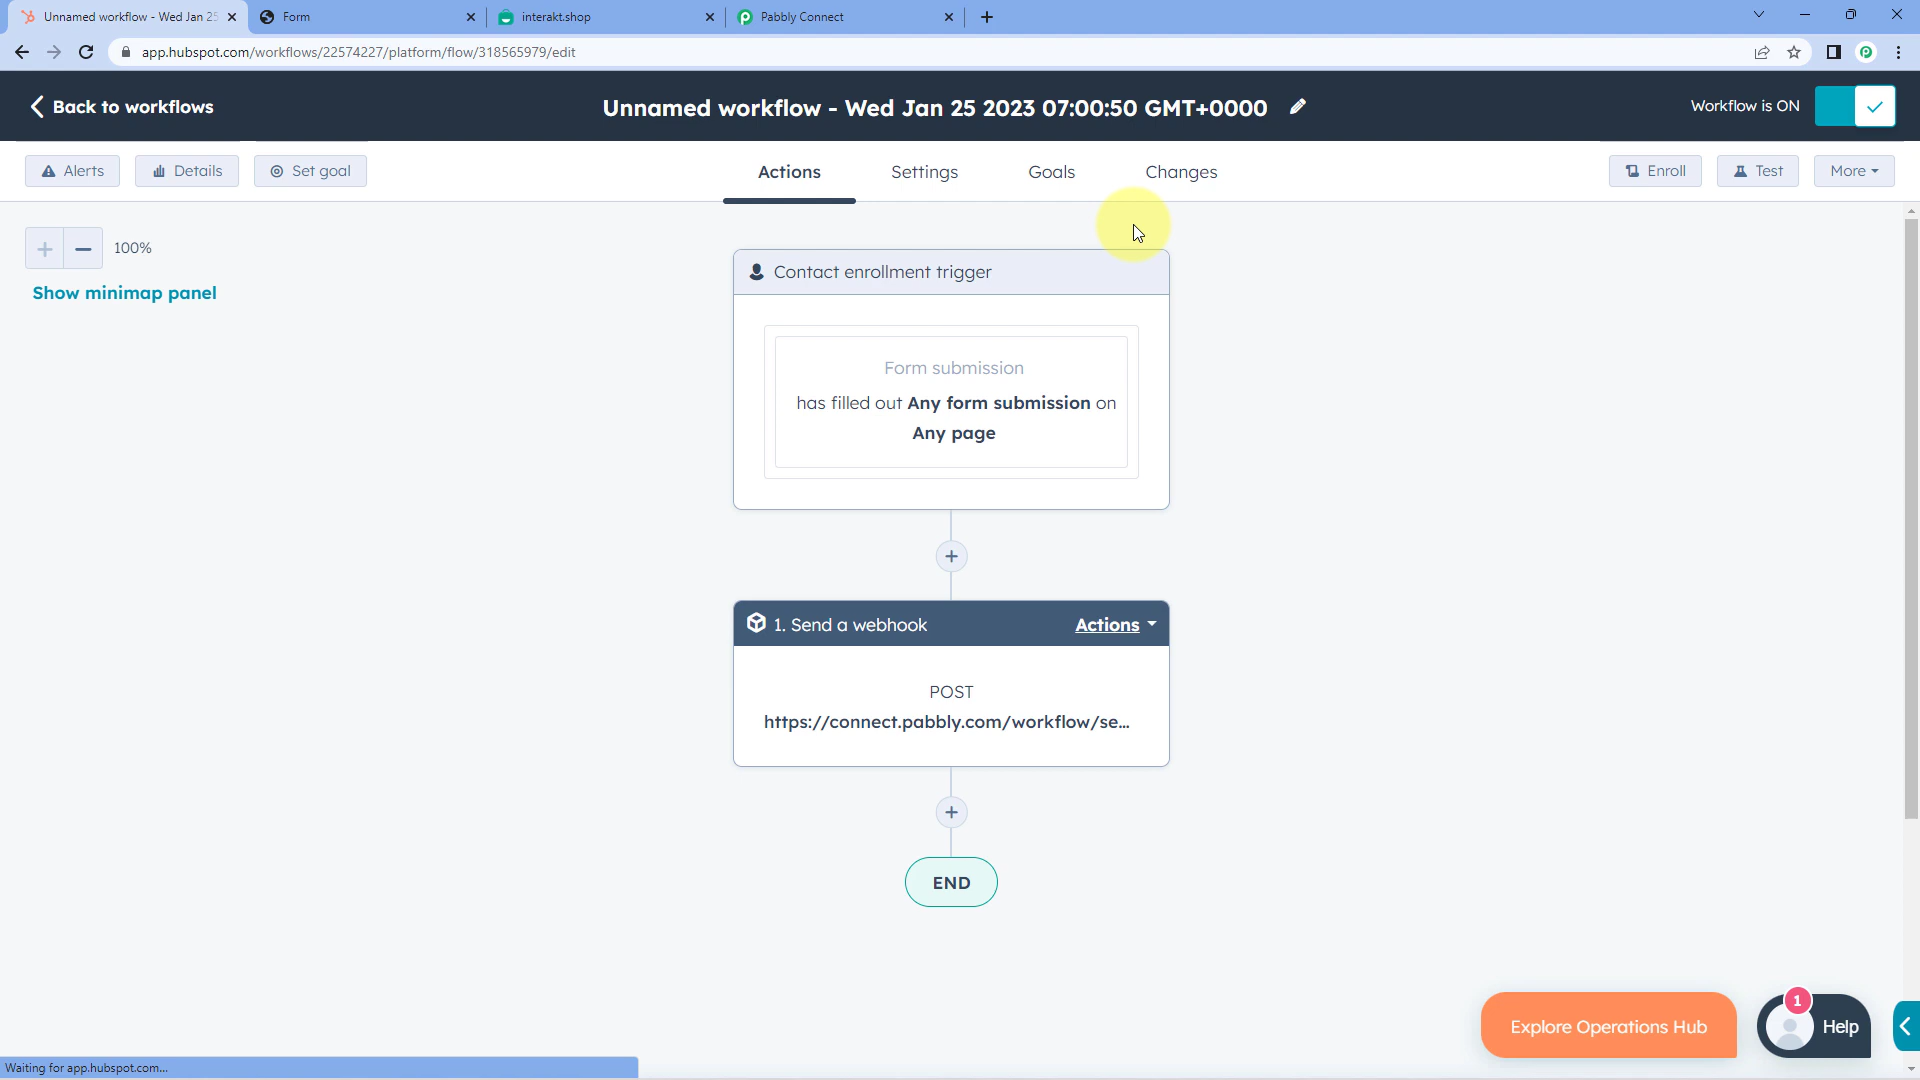 Unnamed workflow - Wed Jan 25
Form
interakt.shop
Pabbly Connect
app.hubspot.com/workflows/22574227/platform/flow/318565979/edit
Back to workflows
Unnamed workflow - Wed Jan 25 2023 07:00:50 GMT+0000
Workflow is ON
Alerts
Details
Set goal
Actions
Settings
Goals
Changes
Enroll
Test
More
100%
Show minimap panel
Contact enrollment trigger
Form submission
has filled out Any form submission on
Any page
1. Send a webhook
Actions
POST
https://connect.pabbly.com/workflow/se...
END
Explore Operations Hub
1
Help
Waiting for app.hubspot.com...